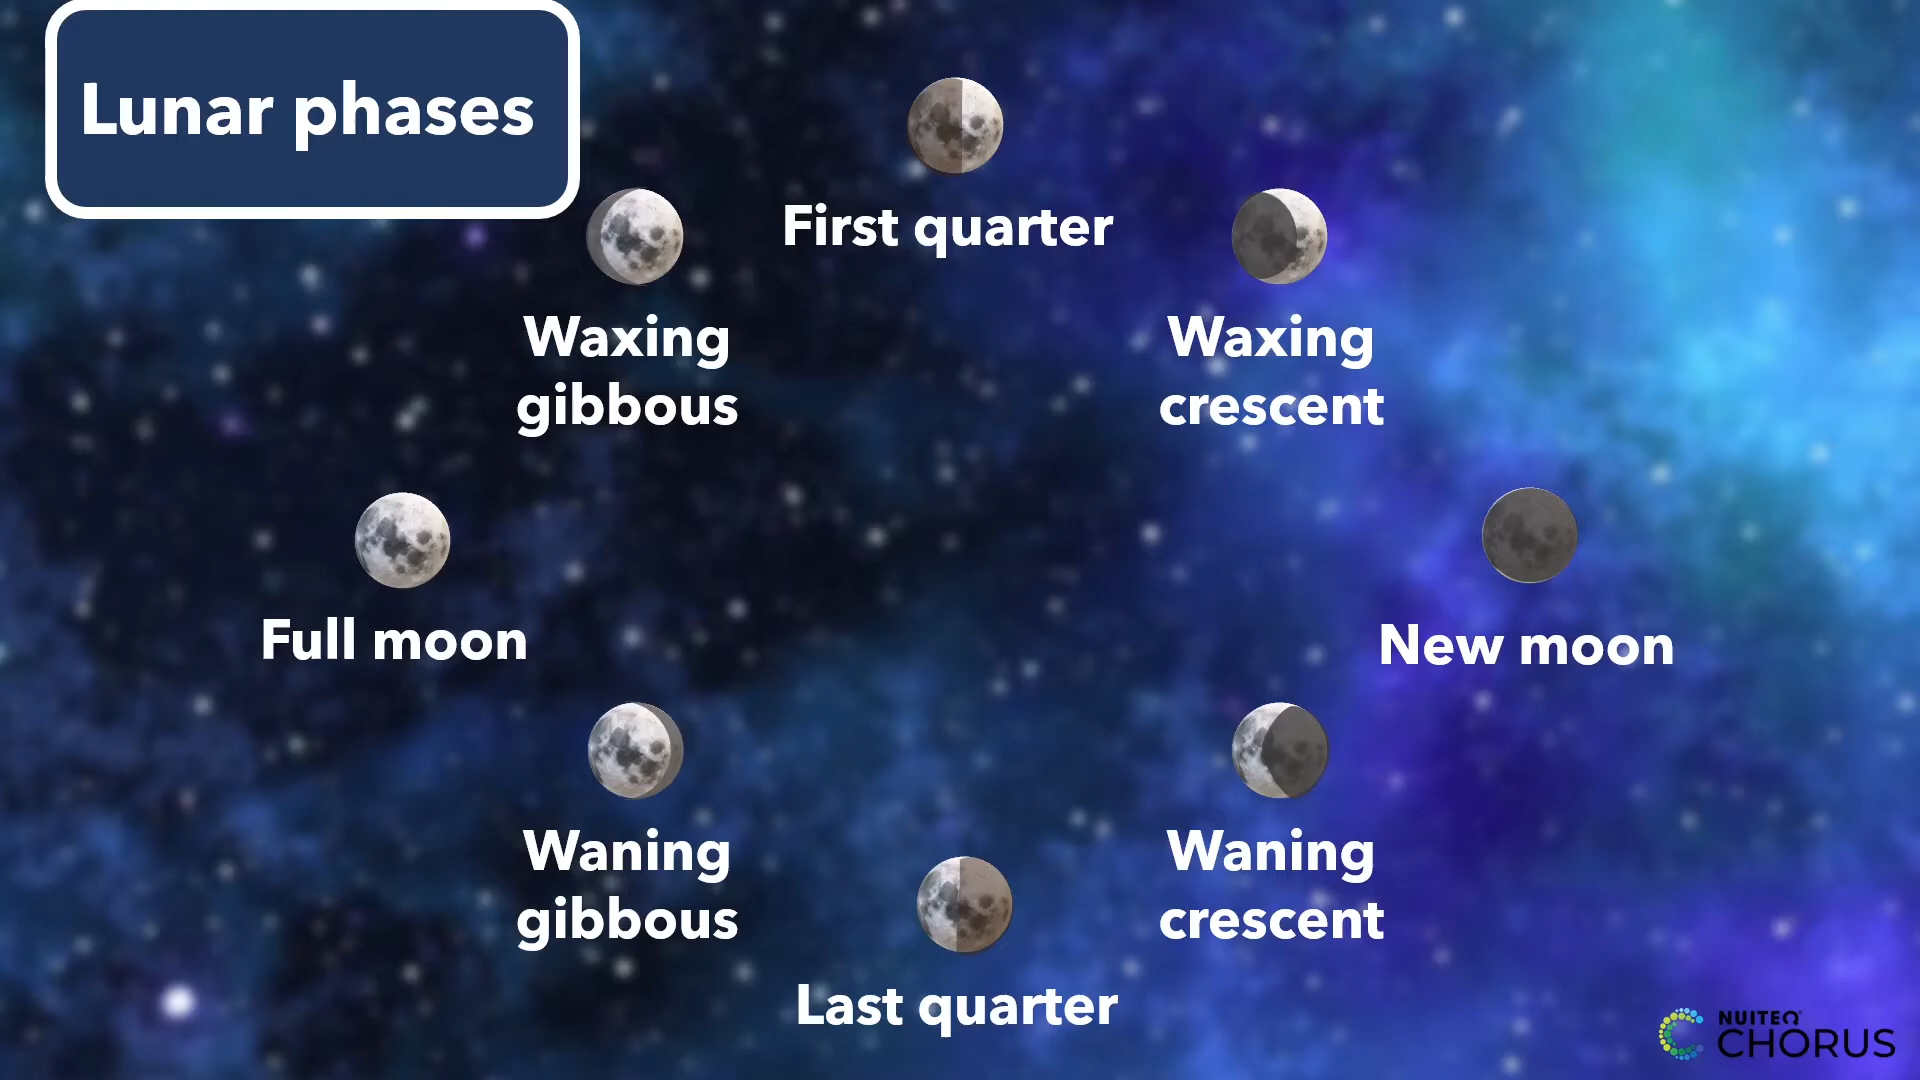 Lunar phases
First quarter
Waxing
gibbous
Waxing
crescent
Full moon
New moon
Waning
gibbous
Waning
crescent
Last quarter
NUITEQ
CHORUS